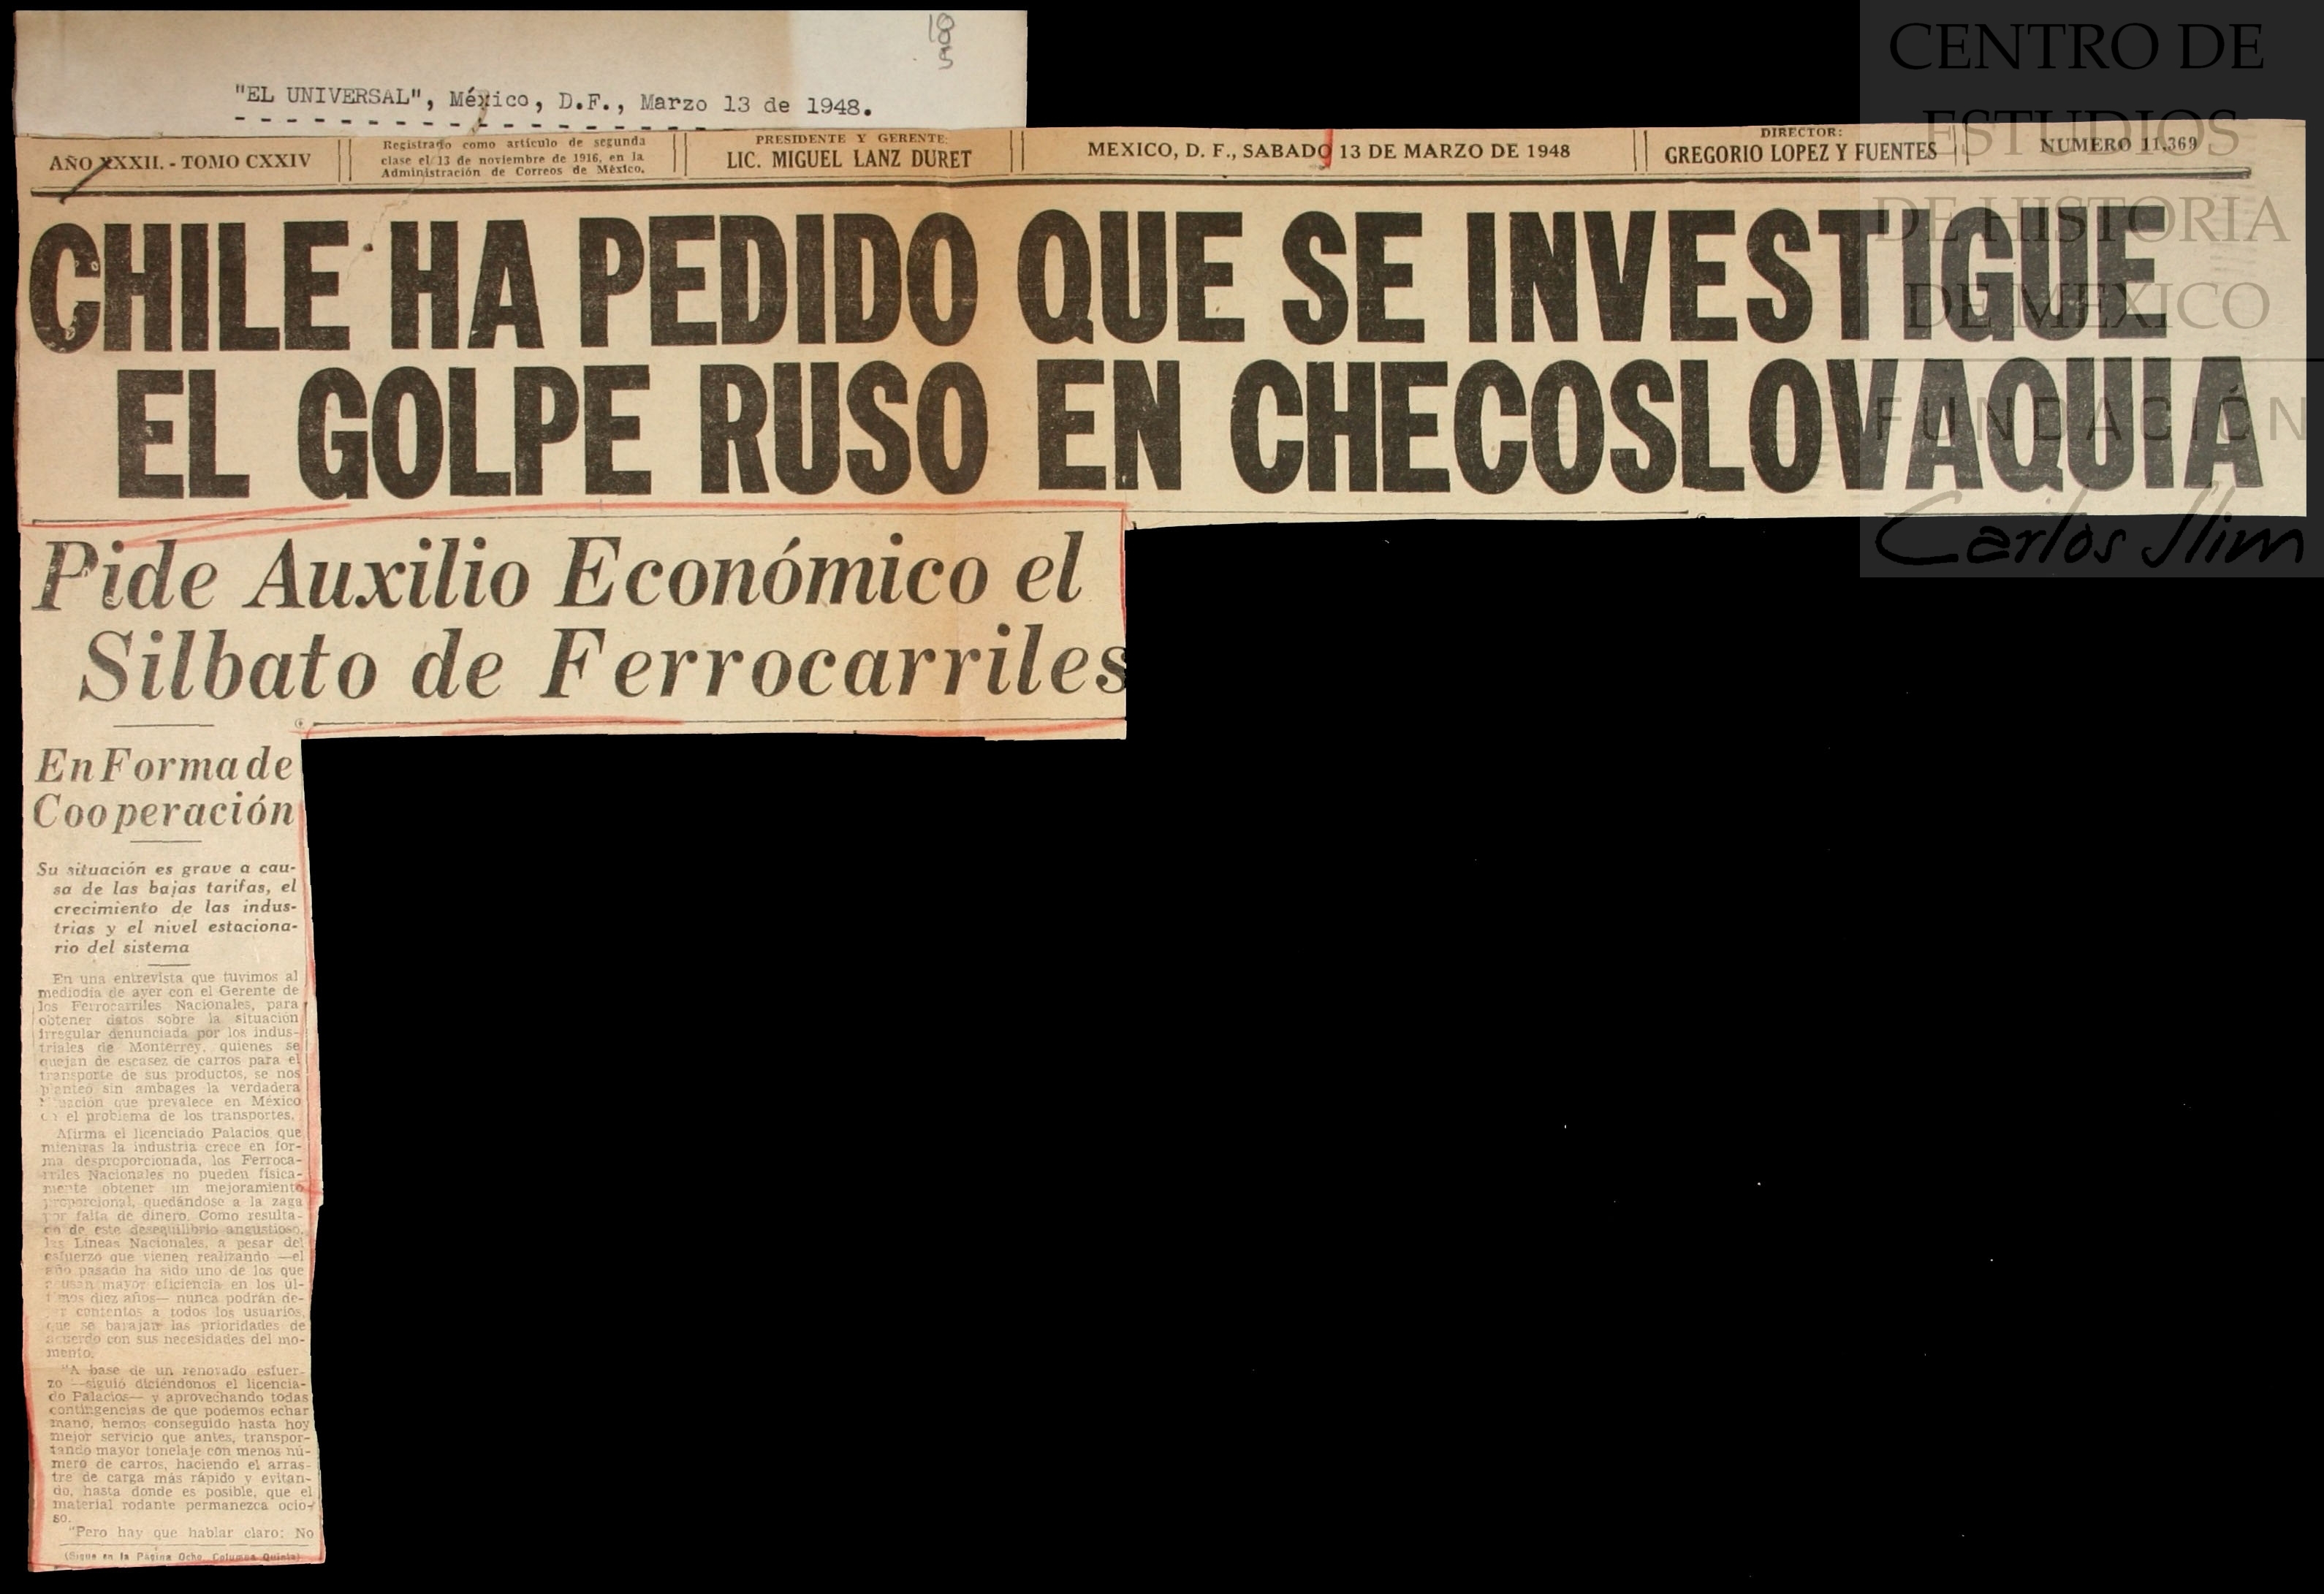 "EL UNIVERSAL", México, D.F., Marzo 13 de 1948.
AÑO XXXII. - TOMO CXXIV
Registrado como artículo de segunda
clase el 13 de noviembre de 1916, en la
Administración de Correos de México.
PRESIDENTE Y GERENTE:
LIC. MIGUEL LANZ DURET
MEXICO, D. F., SABADO 13 DE MARZO DE 1948
DIRECTOR:
GREGORIO LOPEZ Y FUENTES
NUMERO 11.369
CHILE HA PEDIDO QUE SE INVESTIGUE
EL GOLPE RUSO EN CHECOSLOVAQUIA
Pide Auxilio Económico el
Silbato de Ferrocarriles
En Forma de
Cooperación
Su situación es grave a cau-
sa de las bajas tarifas, el
crecimiento de las indus-
trias y el nivel estaciona-
rio del sistema
En una entrevista que tuvimos al
mediodía de ayer con el Gerente de
los Ferrocarriles Nacionales, para
obtener datos sobre la situación
irregular denunciada por los indus-
triales de Monterrey, quienes se
quejan de escasez de carros para el
transporte de sus productos, se nos
planteó sin ambages la verdadera
que prevalece en México
el problema de los transportes.
Afirma el licenciado Palacios que
mientras la industria crece en for-
ma desproporcionada, los Ferroca-
rriles Nacionales no pueden física-
mente obtener un mejoramiento
proporcional, quedándose a la zaga
por falta de dinero. Como resulta-
do de este desequilibrio angustioso,
las Líneas Nacionales, a pesar del
esfuerzo que vienen realizando —el
año pasado ha sido uno de los que
mayor eficiencia en los úl-
timos diez años— nunca podrán de-
contentos a todos los usuarios,
que se barajan las prioridades de
acuerdo con sus necesidades del mo-
mento.
"A base de un renovado esfuer-
zo —siguió diciéndonos el licencia-
do Palacios— y aprovechando todas
contingencias de que podemos echar
mano, hemos conseguido hasta hoy
mejor servicio que antes, transpor-
tando mayor tonelaje con menos nú-
mero de carros, haciendo el arras-
tre de carga más rápido y evitan-
do, hasta donde es posible, que el
material rodante permanezca ocio-
so.
"Pero hay que hablar claro: No
(Sigue en la Página Ocho, Columna Quinta)
CENTRO DE
ESTUDIOS
DE HISTORIA
DE MEXICO
FUNDACIÓN
Carlos Slim